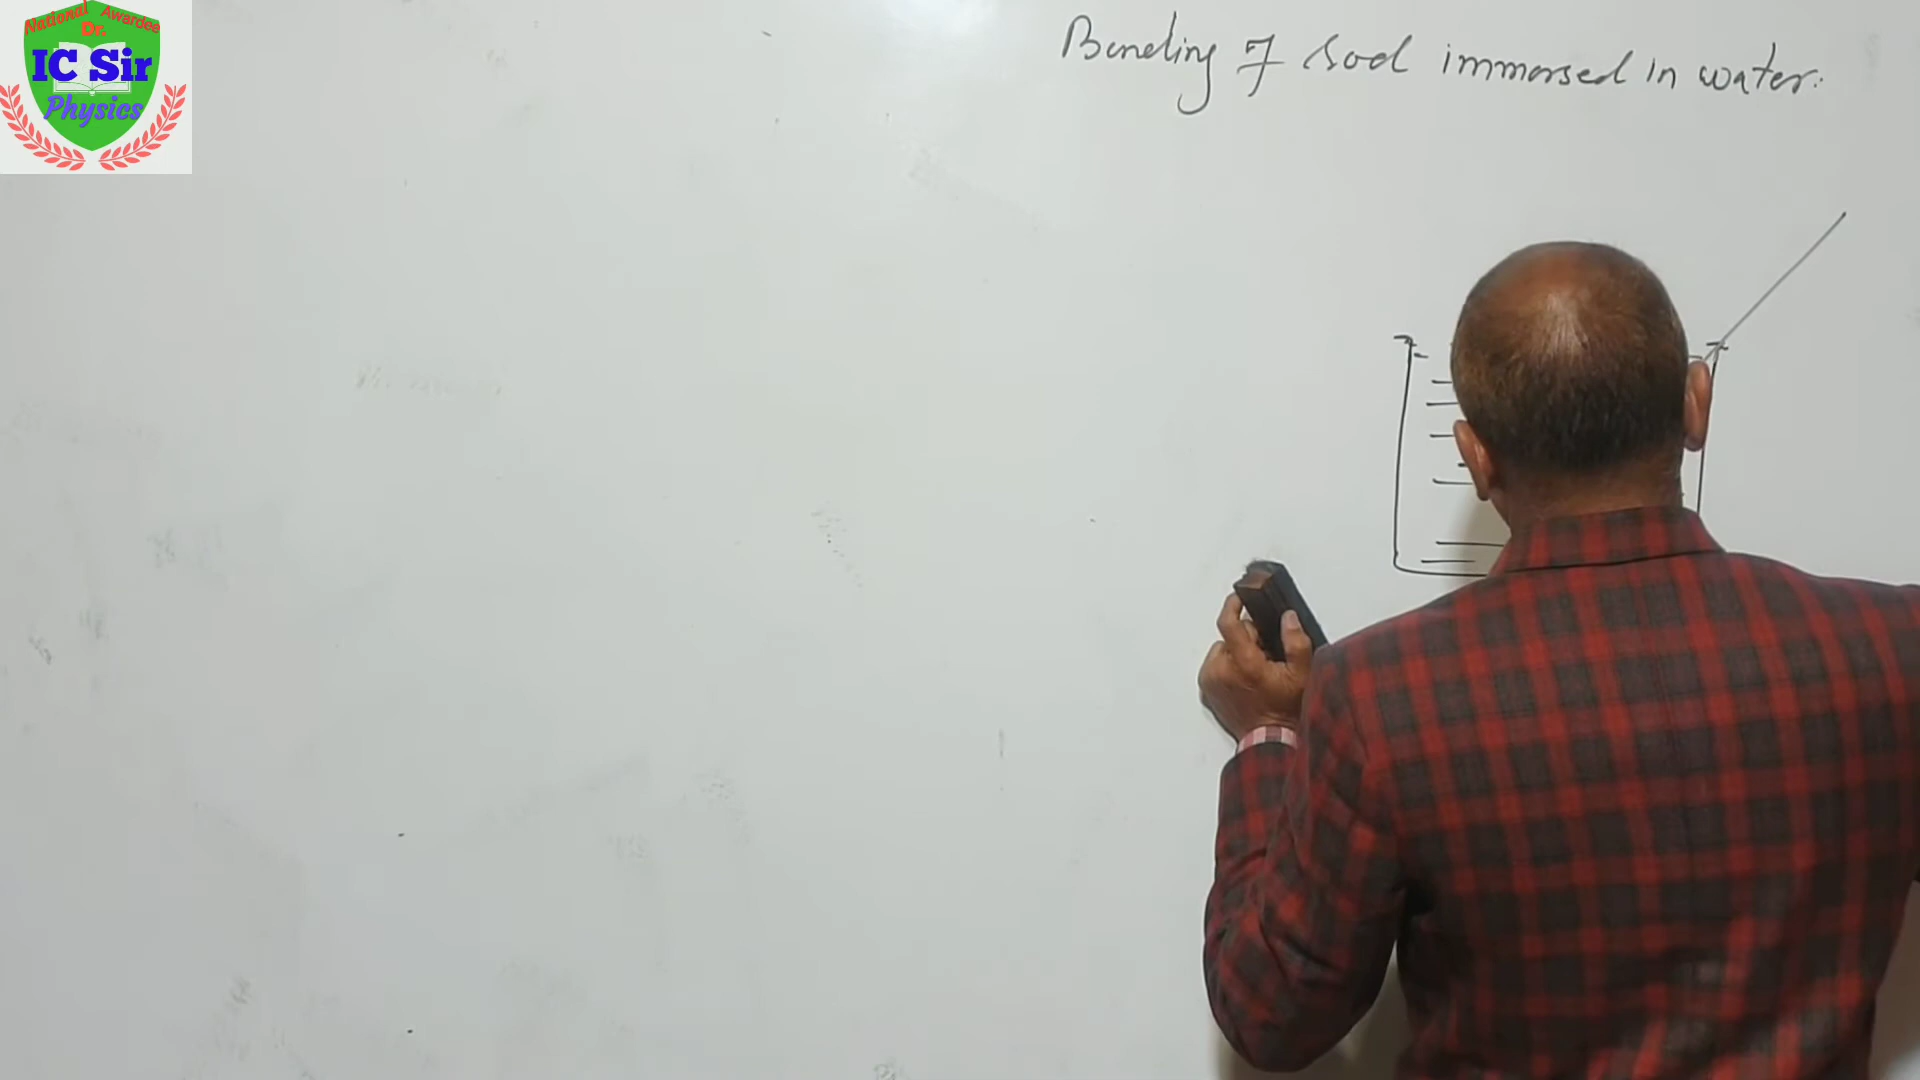 National Awardee
Dr.
IC Sir
Physics
Bending of rod immersed in water.